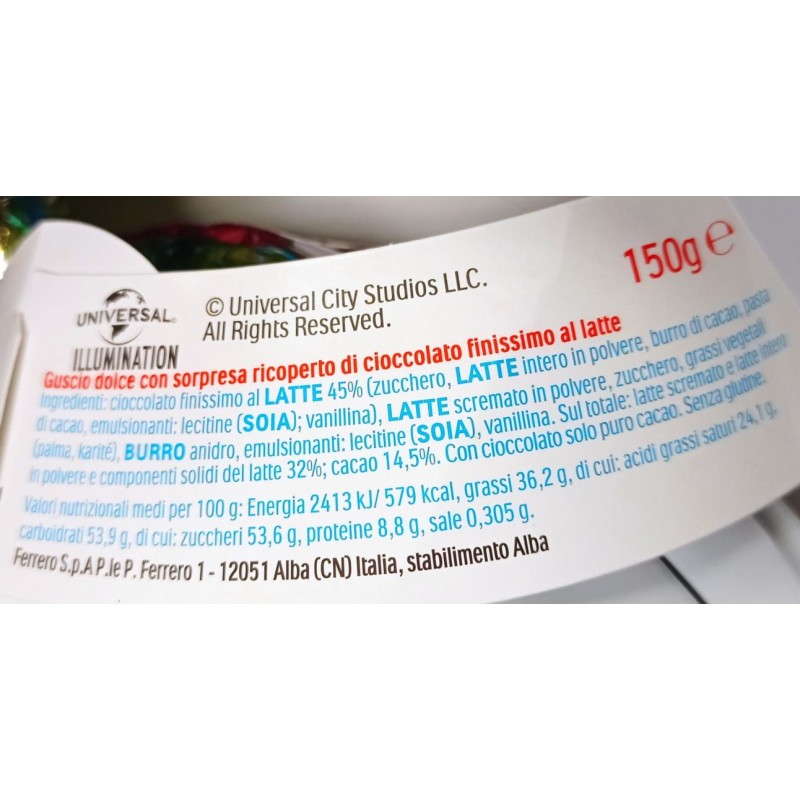 UNIVERSAL
ILLUMINATION
© Universal City Studios LLC.
All Rights Reserved.
150g e
Guscio dolce con sorpresa ricoperto di cioccolato finissimo al latte
Ingredienti: cioccolato finissimo al LATTE 45% (zucchero, LATTE intero in polvere, burro di cacao, pasta
di cacao, emulsionanti: lecitine (SOIA); vanillina), LATTE scremato in polvere, zucchero, grassi vegetali
(palma, karité), BURRO anidro, emulsionanti: lecitine (SOIA), vanillina. Sul totale: latte scremato e latte intero
in polvere e componenti solidi del latte 32%; cacao 14,5%. Con cioccolato solo puro cacao. Senza glutine.
Valori nutrizionali medi per 100 g: Energia 2413 kJ/ 579 kcal, grassi 36,2 g, di cui: acidi grassi saturi 24,1 g,
carboidrati 53,9 g, di cui: zuccheri 53,6 g, proteine 8,8 g, sale 0,305 g.
Ferrero S.p.A P.le P. Ferrero 1 - 12051 Alba (CN) Italia, stabilimento Alba